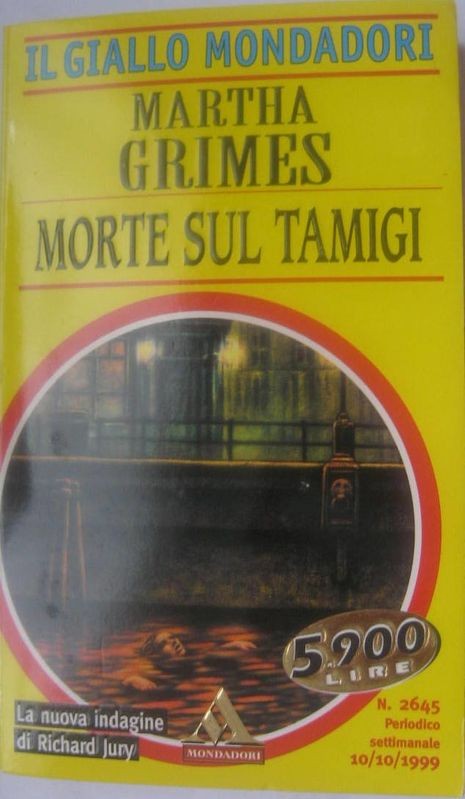 IL GIALLO MONDADORI
MARTHA
GRIMES
MORTE SUL TAMIGI
5.900
LIRE
N. 2645
Periodico
settimanale
10/10/1999
La nuova indagine
di Richard Jury
MONDADORI